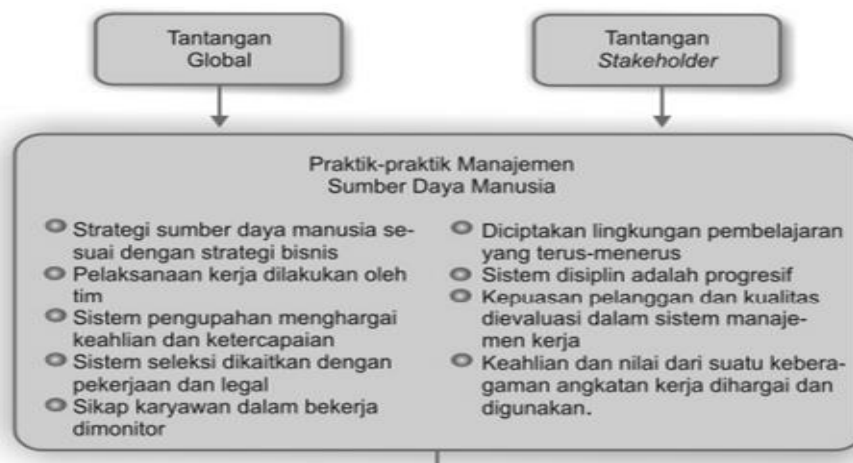 Tantangan
Global
Tantangan
Stakeholder
Praktik-praktik Manajemen
Sumber Daya Manusia
Strategi sumber daya manusia se-
suai dengan strategi bisnis
Pelaksanaan kerja dilakukan oleh
tim
Sistem pengupahan menghargai
keahlian dan ketercapaian
Sistem seleksi dikaitkan dengan
pekerjaan dan legal
Sikap karyawan dalam bekerja
dimonitor
Diciptakan lingkungan pembelajaran
yang terus-menerus
Sistem disiplin adalah progresif
Kepuasan pelanggan dan kualitas
dievaluasi dalam sistem manaje-
men kerja
Keahlian dan nilai dari suatu kebera-
gaman angkatan kerja dihargai dan
digunakan.